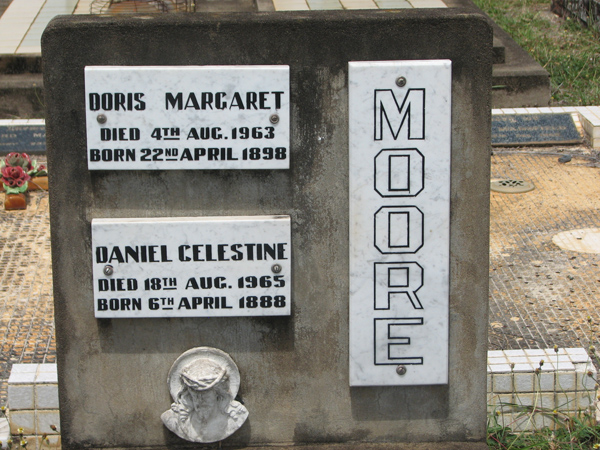 DORIS MARGARET
DIED 4TH AUG. 1963
BORN 22ND APRIL 1898
DANIEL CELESTINE
DIED 18TH AUG. 1965
BORN 6TH APRIL 1888
MOORE